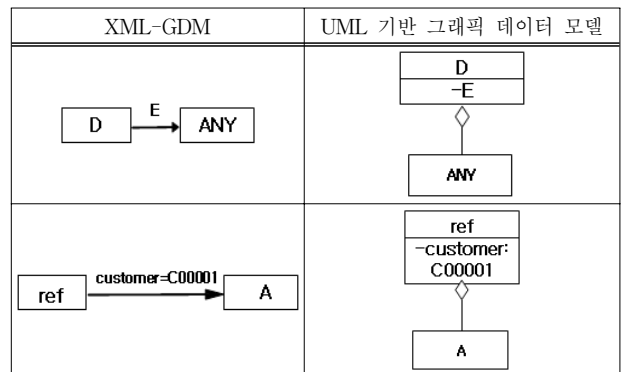 XML-GDM
UML 기반 그래픽 데이터 모델
D
E
ANY
D
-E
ANY
ref
customer=C00001
A
ref
-customer:
C00001
A